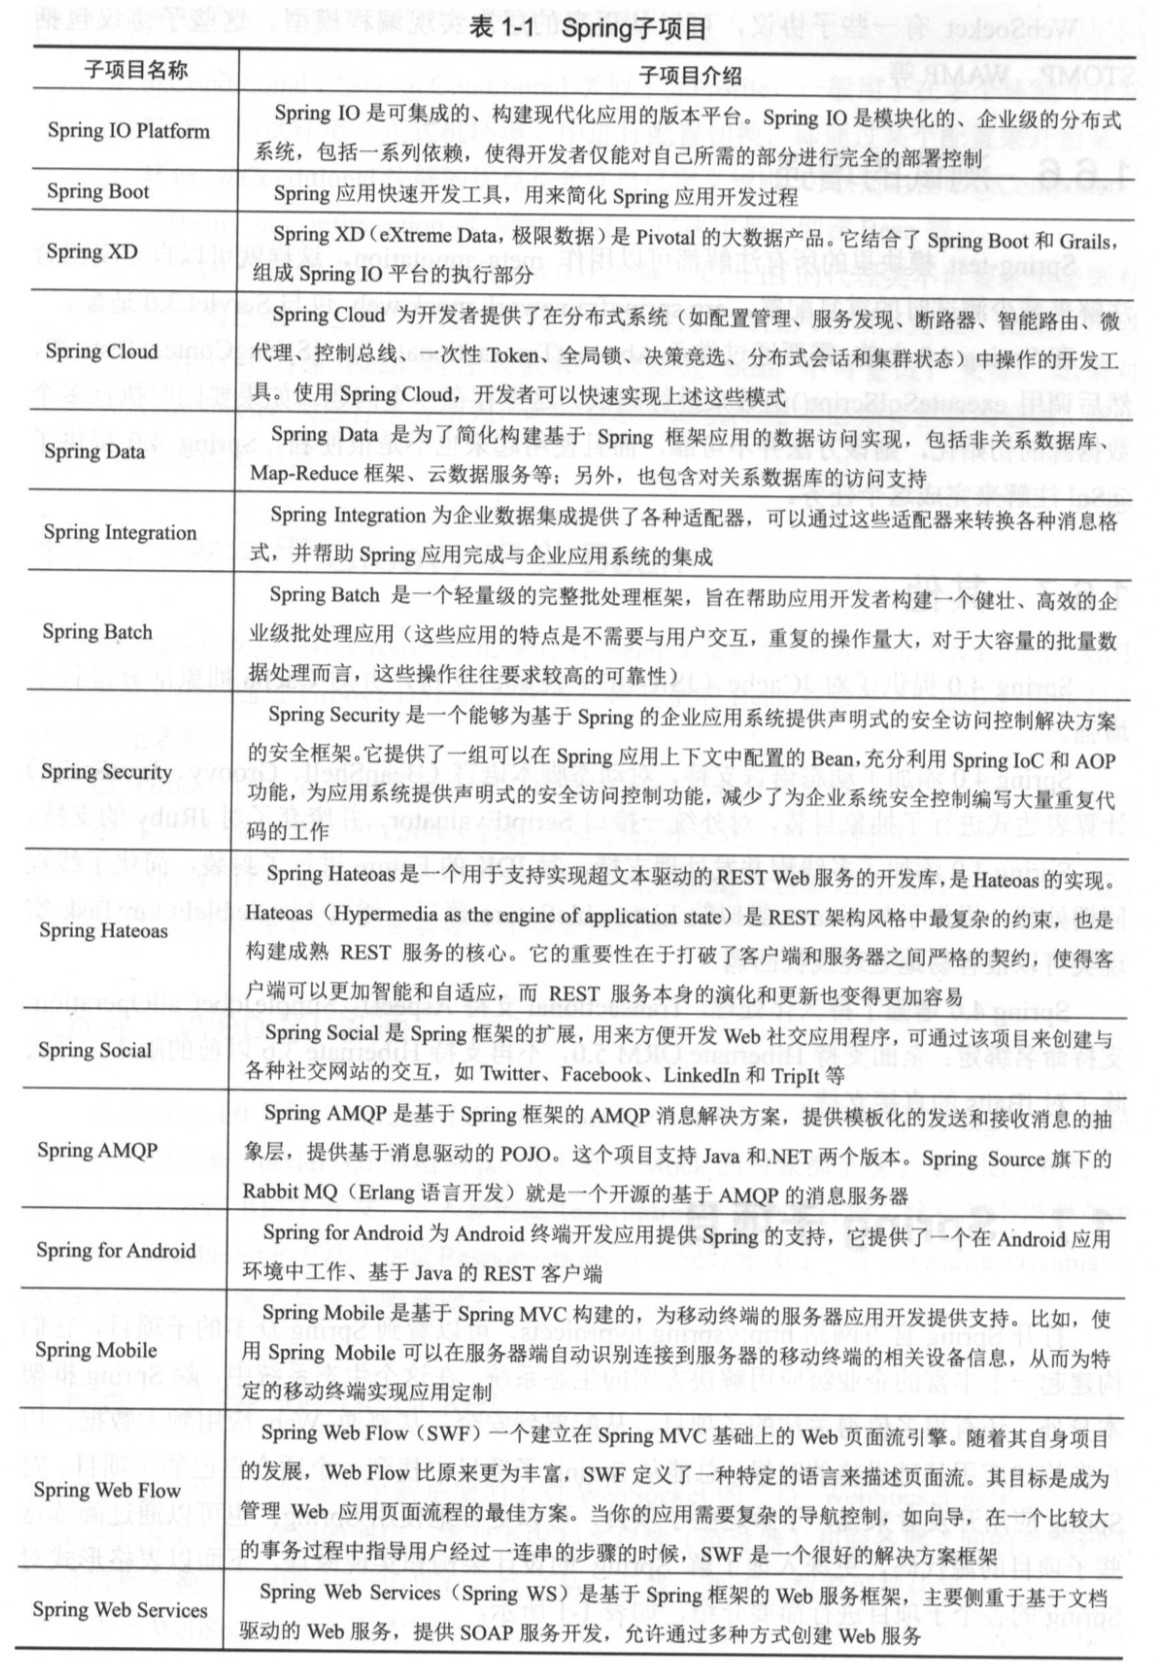 表 1-1 Spring子项目
子项目名称
子项目介绍
Spring IO Platform
Spring IO 是可集成的、构建现代化应用的版本平台。Spring IO 是模块化的、企业级的分布式
系统，包括一系列依赖，使得开发者仅能对自己所需的部分进行完全的部署控制
Spring Boot
Spring 应用快速开发工具，用来简化 Spring 应用开发过程
Spring XD
Spring XD（eXtreme Data，极限数据）是 Pivotal 的大数据产品。它结合了 Spring Boot 和 Grails，
组成 Spring IO 平台的执行部分
Spring Cloud
Spring Cloud 为开发者提供了在分布式系统（如配置管理、服务发现、断路器、智能路由、微
代理、控制总线、一次性 Token、全局锁、决策竞选、分布式会话和集群状态）中操作的开发工
具。使用 Spring Cloud，开发者可以快速实现上述这些模式
Spring Data
Spring Data 是为了简化构建基于 Spring 框架应用的数据访问实现，包括非关系数据库、
Map-Reduce 框架、云数据服务等；另外，也包含对关系数据库的访问支持
Spring Integration
Spring Integration 为企业数据集成提供了各种适配器，可以通过这些适配器来转换各种消息格
式，并帮助 Spring 应用完成与企业应用系统的集成
Spring Batch
Spring Batch 是一个轻量级的完整批处理框架，旨在帮助应用开发者构建一个健壮、高效的企
业级批处理应用（这些应用的特点是不需要与用户交互，重复的操作量大，对于大容量的批量数
据处理而言，这些操作往往要求较高的可靠性）
Spring Security
Spring Security 是一个能够为基于 Spring 的企业应用系统提供声明式的安全访问控制解决方案
的安全框架。它提供了一组可以在 Spring 应用上下文中配置的 Bean，充分利用 Spring IoC 和 AOP
功能，为应用系统提供声明式的安全访问控制功能，减少了为企业系统安全控制编写大量重复代
码的工作
Spring Hateoas
Spring Hateoas 是一个用于支持实现超文本驱动的 REST Web 服务的开发库，是 Hateoas 的实现。
Hateoas（Hypermedia as the engine of application state）是 REST 架构风格中最复杂的约束，也是
构建成熟 REST 服务的核心。它的重要性在于打破了客户端和服务器之间严格的契约，使得客
户端可以更加智能和自适应，而 REST 服务本身的演化和更新也变得更加容易
Spring Social
Spring Social 是 Spring 框架的扩展，用来方便开发 Web 社交应用程序，可通过该项目来创建与
各种社交网站的交互，如 Twitter、Facebook、LinkedIn 和 TripIt 等
Spring AMQP
Spring AMQP 是基于 Spring 框架的 AMQP 消息解决方案，提供模板化的发送和接收消息的抽
象层，提供基于消息驱动的 POJO。这个项目支持 Java 和.NET 两个版本。Spring Source 旗下的
Rabbit MQ（Erlang 语言开发）就是一个开源的基于 AMQP 的消息服务器
Spring for Android
Spring for Android 为 Android 终端开发应用提供 Spring 的支持，它提供了一个在 Android 应用
环境中工作、基于 Java 的 REST 客户端
Spring Mobile
Spring Mobile 是基于 Spring MVC 构建的，为移动终端的服务器应用开发提供支持。比如，使
用 Spring Mobile 可以在服务器端自动识别连接到服务器的移动终端的相关设备信息，从而为特
定的移动终端实现应用定制
Spring Web Flow
Spring Web Flow（SWF）一个建立在 Spring MVC 基础上的 Web 页面流引擎。随着其自身项目
的发展，Web Flow 比原来更为丰富，SWF 定义了一种特定的语言来描述页面流。其目标是成为
管理 Web 应用页面流程的最佳方案。当你的应用需要复杂的导航控制，如向导，在一个比较大
的事务过程中指导用户经过一连串的步骤的时候，SWF 是一个很好的解决方案框架
Spring Web Services
Spring Web Services（Spring WS）是基于 Spring 框架的 Web 服务框架，主要侧重于基于文档
驱动的 Web 服务，提供 SOAP 服务开发，允许通过多种方式创建 Web 服务